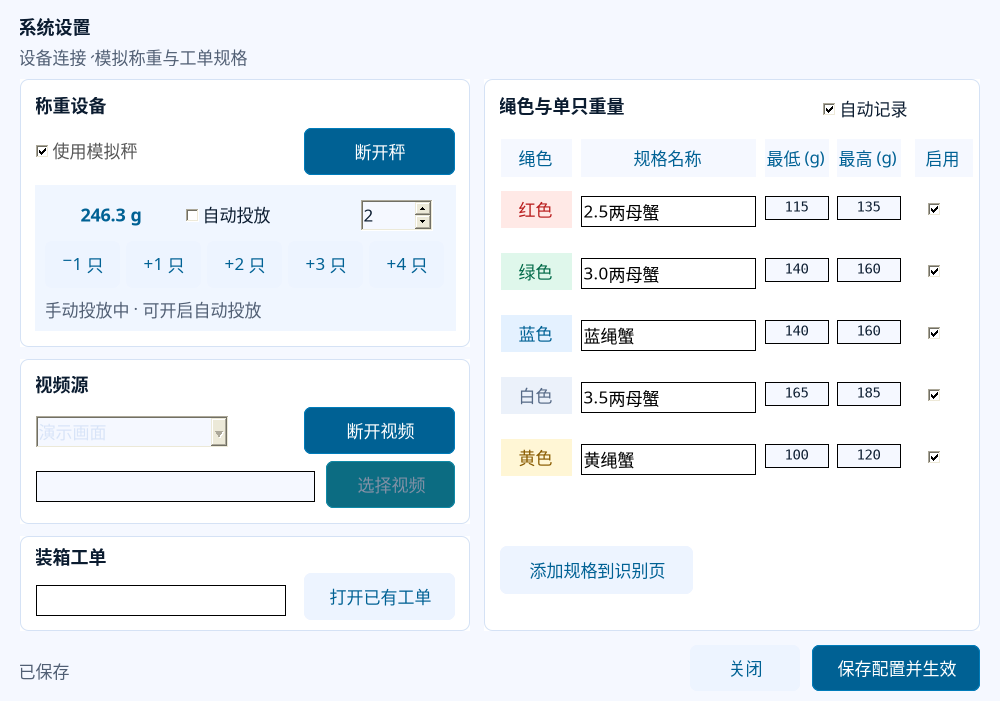 系统设置
设备连接·模拟称重与工单规格
称重设备
使用模拟秤
断开秤
246.3 g
自动投放
2
−1 只
+1 只
+2 只
+3 只
+4 只
手动投放中 · 可开启自动投放
视频源
演示画面
断开视频
选择视频
装箱工单
打开已有工单
绳色与单只重量
自动记录
绳色 规格名称 最低 (g) 最高 (g) 启用
红色 2.5两母蟹 115 135
绿色 3.0两母蟹 140 160
蓝色 蓝绳蟹 140 160
白色 3.5两母蟹 165 185
黄色 黄绳蟹 100 120
添加规格到识别页
已保存
关闭
保存配置并生效